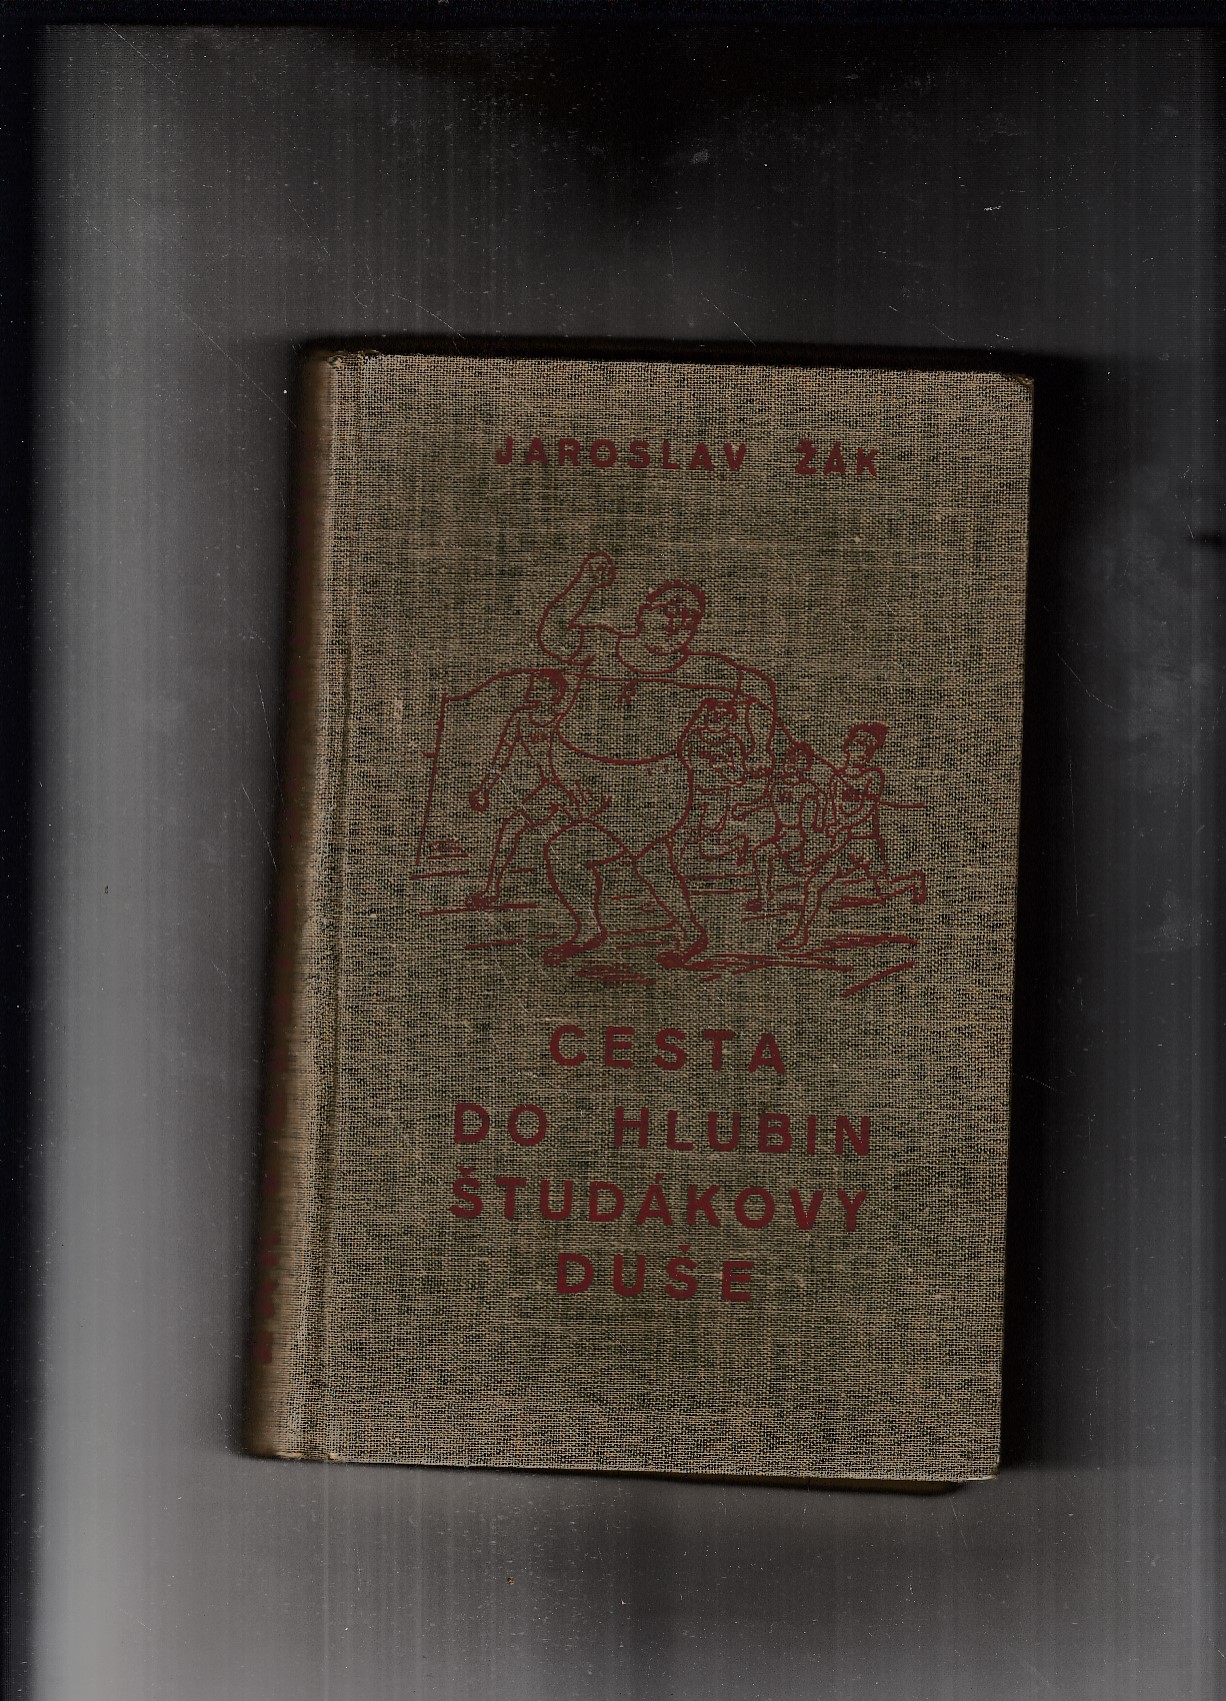 JAROSLAV ŽÁK
CESTA
DO HLUBIN
ŠTUDÁKOVY
DUŠE